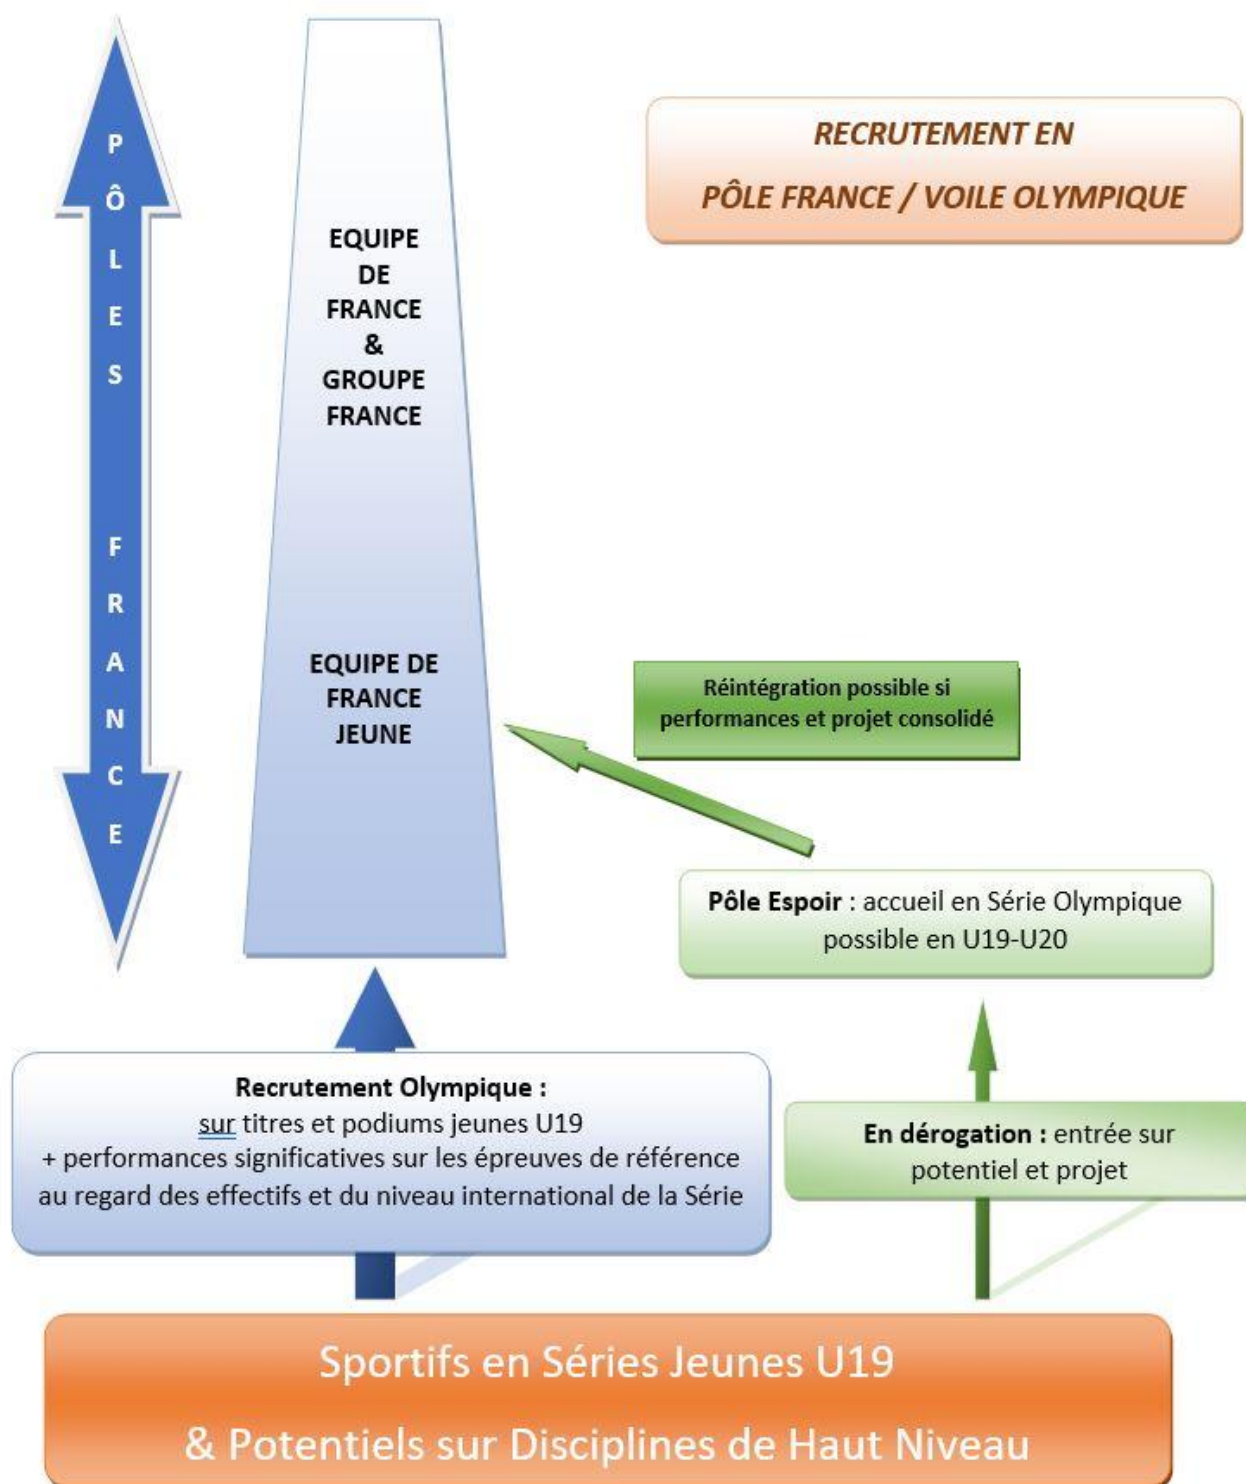 RECRUTEMENT EN
PÔLE FRANCE / VOILE OLYMPIQUE
PÔLES FRANCE
EQUIPE
DE
FRANCE
&
GROUPE
FRANCE
EQUIPE DE
FRANCE
JEUNE
Réintégration possible si
performances et projet consolidé
Pôle Espoir : accueil en Série Olympique
possible en U19-U20
Recrutement Olympique :
sur titres et podiums jeunes U19
+ performances significatives sur les épreuves de référence
au regard des effectifs et du niveau international de la Série
En dérogation : entrée sur
potentiel et projet
Sportifs en Séries Jeunes U19
& Potentiels sur Disciplines de Haut Niveau